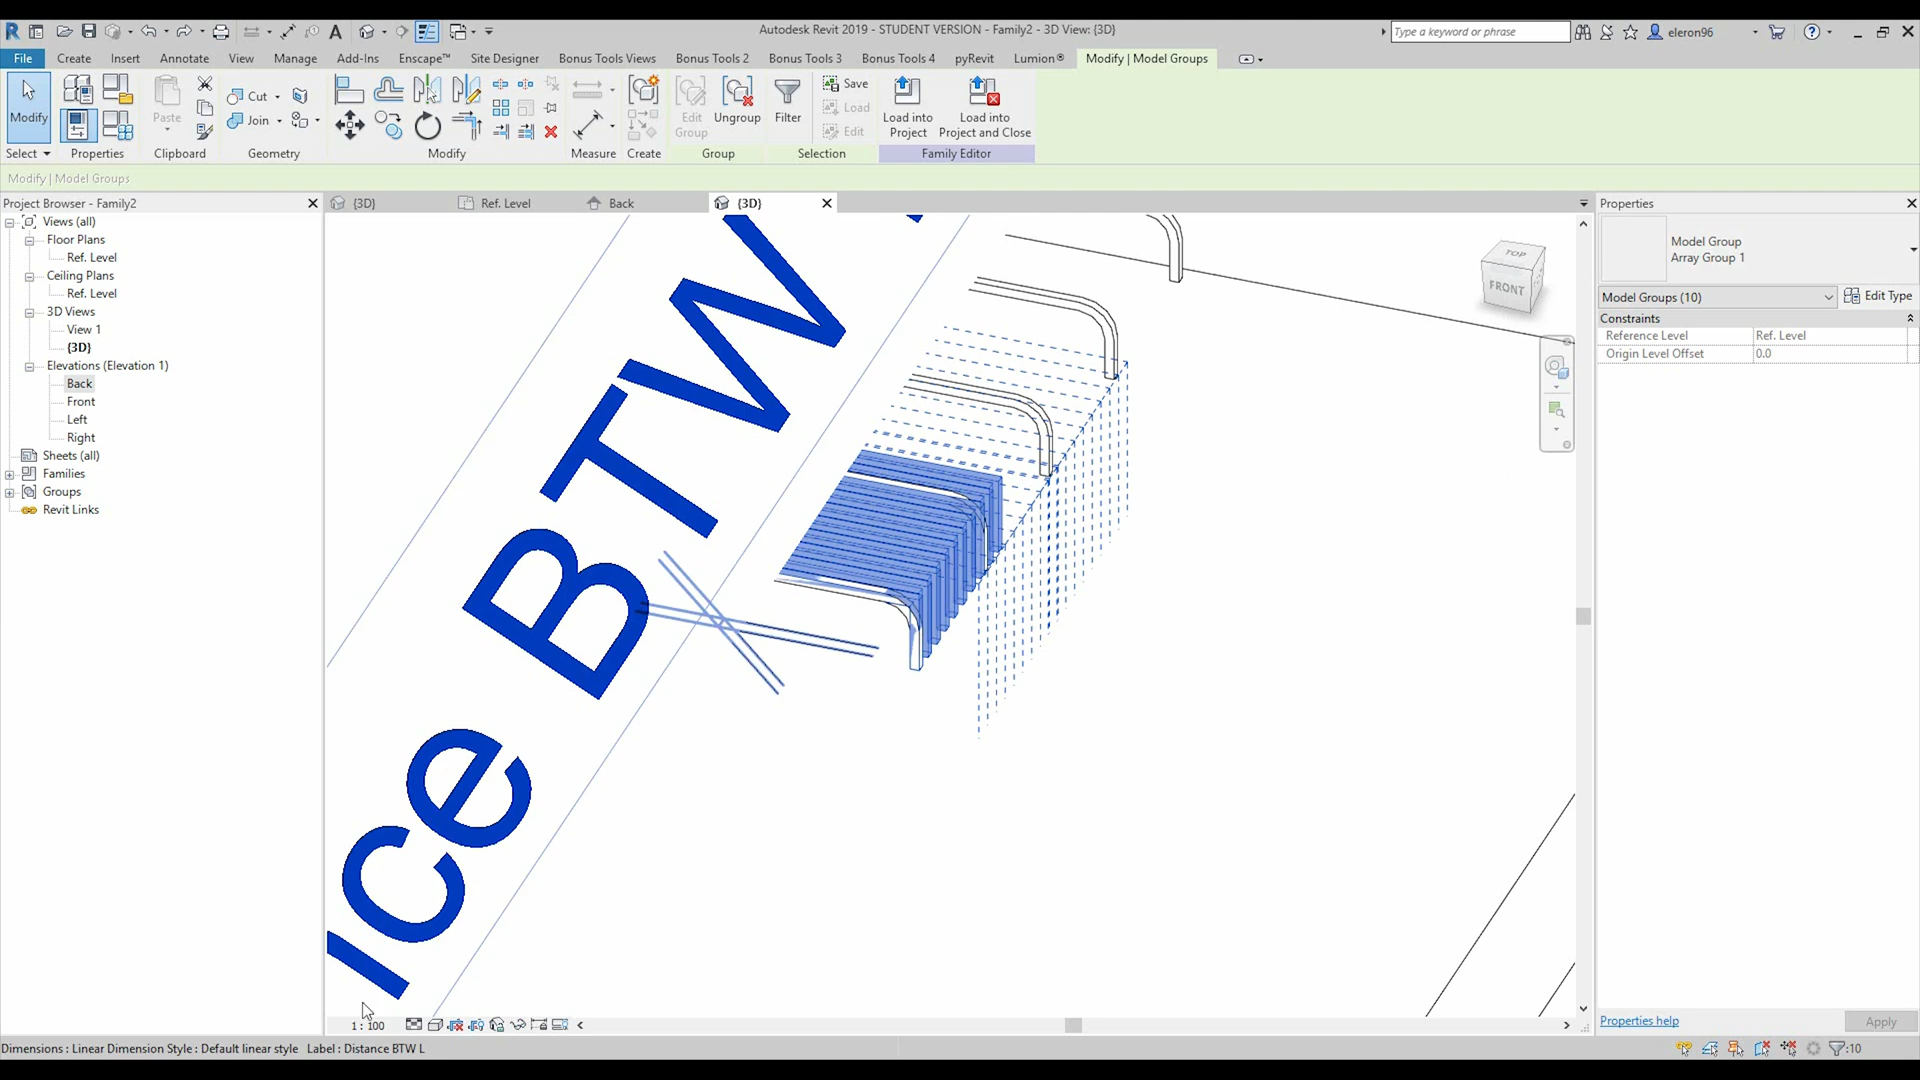 Autodesk Revit 2019 - STUDENT VERSION - Family2 - 3D View: {3D}
Type a keyword or phrase
eleron96
File Create Insert Annotate View Manage Add-Ins Enscape™ Site Designer Bonus Tools Views Bonus Tools 2 Bonus Tools 3 Bonus Tools 4 pyRevit Lumion® Modify | Model Groups
Modify
Paste
Cut
Join
Edit Group
Ungroup
Filter
Save
Load
Edit
Load into Project
Load into Project and Close
Select Properties Clipboard Geometry Modify Measure Create Group Selection Family Editor
Modify | Model Groups
Project Browser - Family2
{3D}
Ref. Level
Back
{3D}
Properties
Views (all)
Floor Plans
Ref. Level
Ceiling Plans
Ref. Level
3D Views
View 1
{3D}
Elevations (Elevation 1)
Back
Front
Left
Right
Sheets (all)
Families
Groups
Revit Links
ice BTW
TOP
FRONT
Model Group
Array Group 1
Model Groups (10)
Edit Type
Constraints
Reference Level Ref. Level
Origin Level Offset 0.0
Properties help
Apply
1 : 100
Dimensions : Linear Dimension Style : Default linear style Label : Distance BTW L
:10